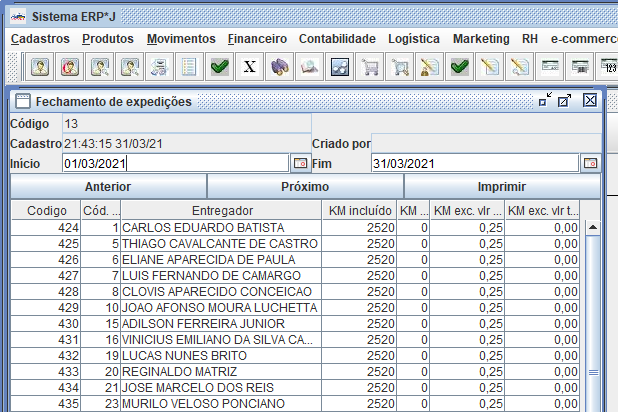 Sistema ERP*J
Cadastros Produtos Movimentos Financeiro Contabilidade Logística Marketing RH e-commerce
X 123
Fechamento de expedições
Código 13
Cadastro 21:43:15 31/03/21 Criado por
Início 01/03/2021 Fim 31/03/2021
Anterior Próximo Imprimir
Codigo Cód. ... Entregador KM incluído KM ... KM exc. vlr ... KM exc. vlr t...
424 1 CARLOS EDUARDO BATISTA 2520 0 0,25 0,00
425 5 THIAGO CAVALCANTE DE CASTRO 2520 0 0,25 0,00
426 6 ELIANE APARECIDA DE PAULA 2520 0 0,25 0,00
427 7 LUIS FERNANDO DE CAMARGO 2520 0 0,25 0,00
428 8 CLOVIS APARECIDO CONCEICAO 2520 0 0,25 0,00
429 10 JOAO AFONSO MOURA LUCHETTA 2520 0 0,25 0,00
430 15 ADILSON FERREIRA JUNIOR 2520 0 0,25 0,00
431 16 VINICIUS EMILIANO DA SILVA CA... 2520 0 0,25 0,00
432 19 LUCAS NUNES BRITO 2520 0 0,25 0,00
433 20 REGINALDO MATRIZ 2520 0 0,25 0,00
434 21 JOSE MARCELO DOS REIS 2520 0 0,25 0,00
435 23 MURILO VELOSO PONCIANO 2520 0 0,25 0,00